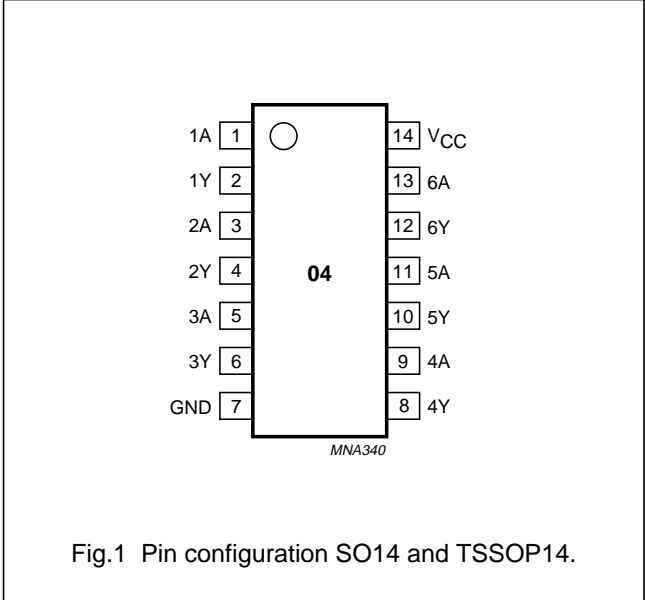 1A 1 14 VCC
1Y 2 13 6A
2A 3 12 6Y
2Y 4 04 11 5A
3A 5 10 5Y
3Y 6 9 4A
GND 7 8 4Y
MNA340
Fig.1 Pin configuration SO14 and TSSOP14.